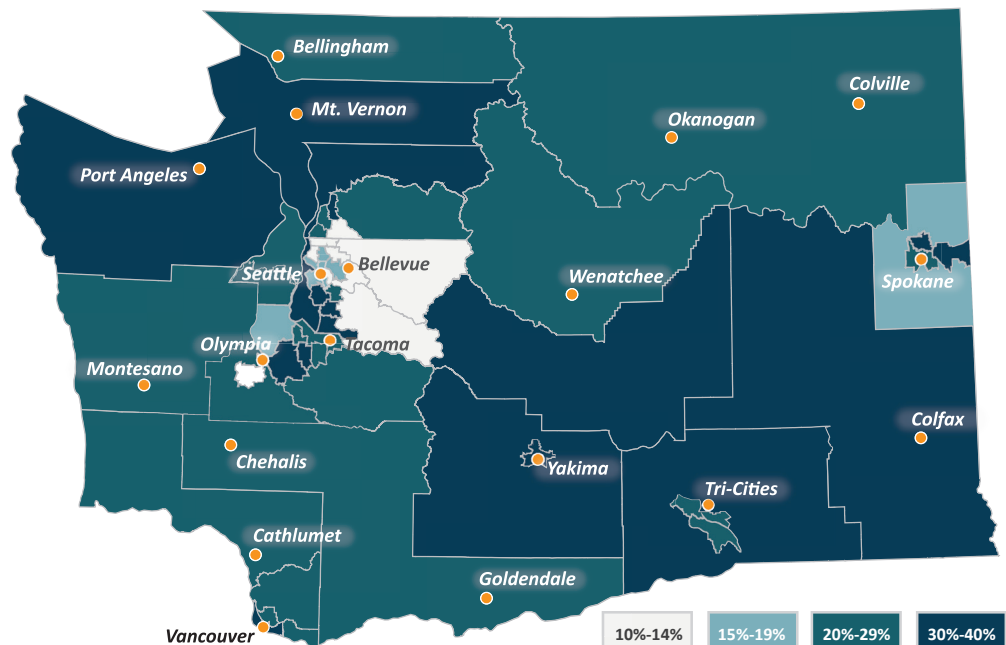 Bellingham
Colville
Mt. Vernon
Okanogan
Port Angeles
Bellevue
Seattle
Wenatchee
Spokane
Olympia
Tacoma
Montesano
Colfax
Chehalis
Yakima
Tri-Cities
Cathlumet
Goldendale
Vancouver
10%-14% 15%-19% 20%-29% 30%-40%